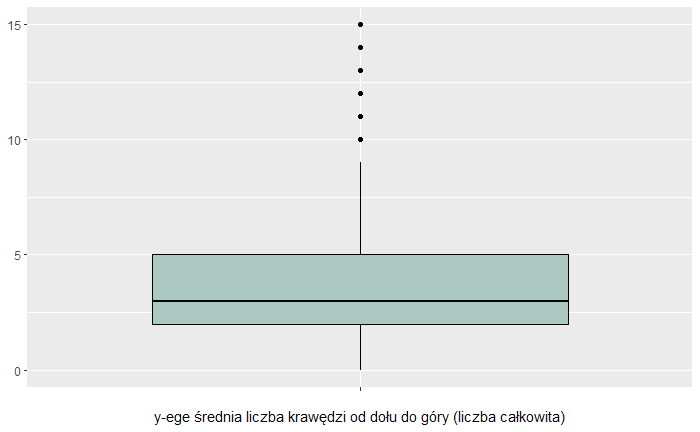 15
10
5
0
y-ege średnia liczba krawędzi od dołu do góry (liczba całkowita)